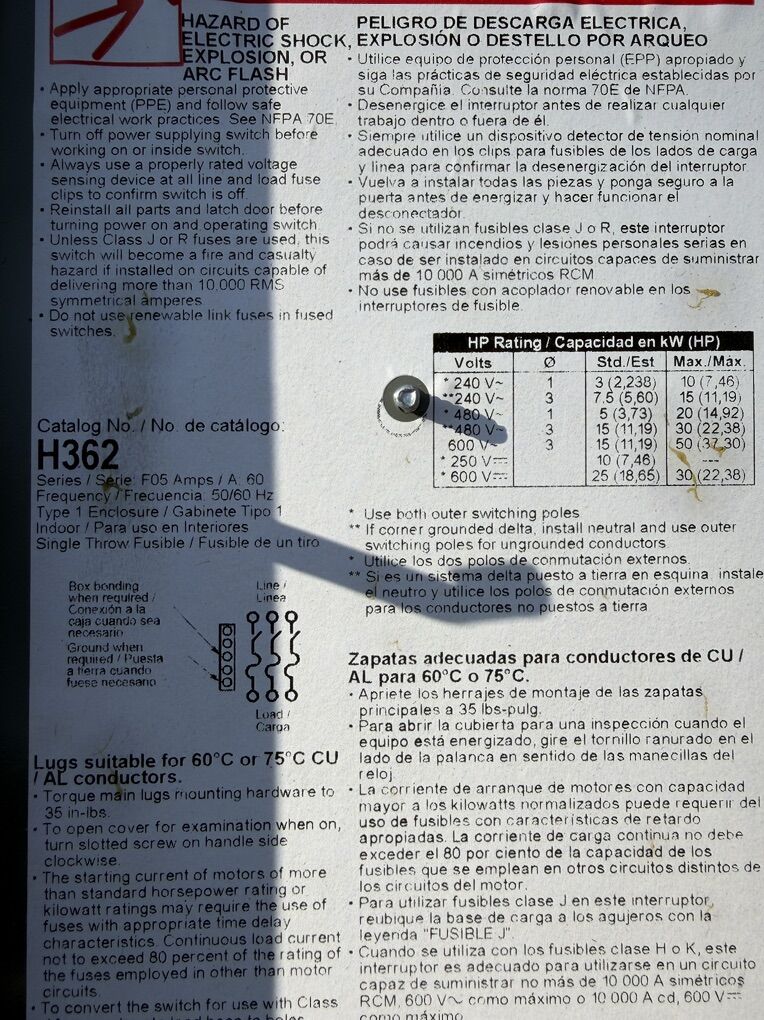 HAZARD OF
ELECTRIC SHOCK,
EXPLOSION, OR
ARC FLASH
• Apply appropriate personal protective
equipment (PPE) and follow safe
electrical work practices. See NFPA 70E.
• Turn off power supplying switch before
working on or inside switch.
• Always use a properly rated voltage
sensing device at all line and load fuse
clips to confirm switch is off.
• Reinstall all parts and latch door before
turning power on and operating switch.
• Unless Class J or R fuses are used, this
switch will become a fire and casualty
hazard if installed on circuits capable of
delivering more than 10,000 RMS
symmetrical amperes.
• Do not use renewable link fuses in fused
switches.
Catalog No. / No. de catálogo:
H362
Series / Serie: F05 Amps / A: 60
Frequency / Frecuencia: 50/60 Hz
Type 1 Enclosure / Gabinete Tipo 1
Indoor / Para uso en Interiores
Single Throw Fusible / Fusible de un tiro
Box bonding
when required /
Conexión a la
caja cuando sea
necesario
Ground when
required / Puesta
a tierra cuando
fuese necesario
Line /
Línea
Load /
Carga
Lugs suitable for 60°C or 75°C CU
/ AL conductors.
• Torque main lugs mounting hardware to
35 in-lbs.
• To open cover for examination when on,
turn slotted screw on handle side
clockwise.
• The starting current of motors of more
than standard horsepower rating or
kilowatt ratings may require the use of
fuses with appropriate time delay
characteristics. Continuous load current
not to exceed 80 percent of the rating of
the fuses employed in other than motor
circuits.
• To convert the switch for use with Class
PELIGRO DE DESCARGA ELECTRICA,
EXPLOSIÓN O DESTELLO POR ARQUEO
• Utilice equipo de protección personal (EPP) apropiado y
siga las prácticas de seguridad eléctrica establecidas por
su Compañia. Consulte la norma 70E de NFPA.
• Desenergice el interruptor antes de realizar cualquier
trabajo dentro o fuera de él.
• Siempre utilice un dispositivo detector de tensión nominal
adecuado en los clips para fusibles de los lados de carga
y línea para confirmar la desenergización del interruptor.
• Vuelva a instalar todas las piezas y ponga seguro a la
puerta antes de energizar y hacer funcionar el
desconectador.
• Si no se utilizan fusibles clase J o R, este interruptor
podrá causar incendios y lesiones personales serias en
caso de ser instalado en circuitos capaces de suministrar
más de 10 000 A simétricos RCM.
• No use fusibles con acoplador renovable en los
interruptores de fusible.
HP Rating / Capacidad en kW (HP)
Volts Ø Std./Est Max./Máx.
* 240 V~ 1 3 (2,238) 10 (7,46)
**240 V~ 3 7.5 (5,60) 15 (11,19)
* 480 V~ 1 5 (3,73) 20 (14,92)
**480 V~ 3 15 (11,19) 30 (22,38)
600 V~ 3 15 (11,19) 50 (37,30)
* 250 V⎓ 10 (7,46) ---
* 600 V⎓ 25 (18,65) 30 (22,38)
* Use both outer switching poles
** If corner grounded delta, install neutral and use outer
switching poles for ungrounded conductors.
* Utilice los dos polos de conmutación externos.
** Si es un sistema delta puesto a tierra en esquina, instale
el neutro y utilice los polos de conmutación externos
para los conductores no puestos a tierra
Zapatas adecuadas para conductores de CU /
AL para 60°C o 75°C.
• Apriete los herrajes de montaje de las zapatas
principales a 35 lbs-pulg.
• Para abrir la cubierta para una inspección cuando el
equipo está energizado, gire el tornillo ranurado en el
lado de la palanca en sentido de las manecillas del
reloj.
• La corriente de arranque de motores con capacidad
mayor a los kilowatts normalizados puede requerir del
uso de fusibles con características de retardo
apropiadas. La corriente de carga continua no debe
exceder el 80 por ciento de la capacidad de los
fusibles que se emplean en otros circuitos distintos de
los circuitos del motor.
• Para utilizar fusibles clase J en este interruptor,
reubique la base de carga a los agujeros con la
leyenda "FUSIBLE J".
• Cuando se utiliza con los fusibles clase H o K, este
interruptor es adecuado para utilizarse en un circuito
capaz de suministrar no más de 10 000 A simétricos
RCM, 600 V~ como máximo o 10 000 A cd, 600 V⎓
como máximo.